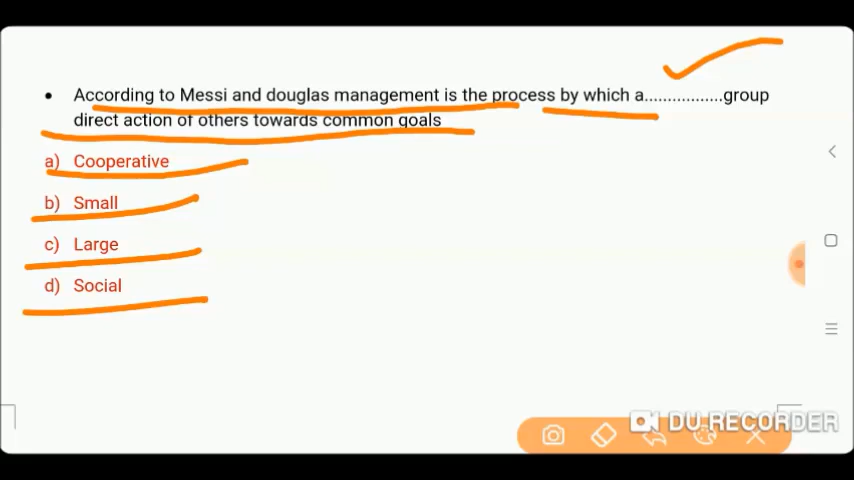 • According to Messi and douglas management is the process by which a.................group
direct action of others towards common goals
a) Cooperative
b) Small
c) Large
d) Social
DU RECORDER